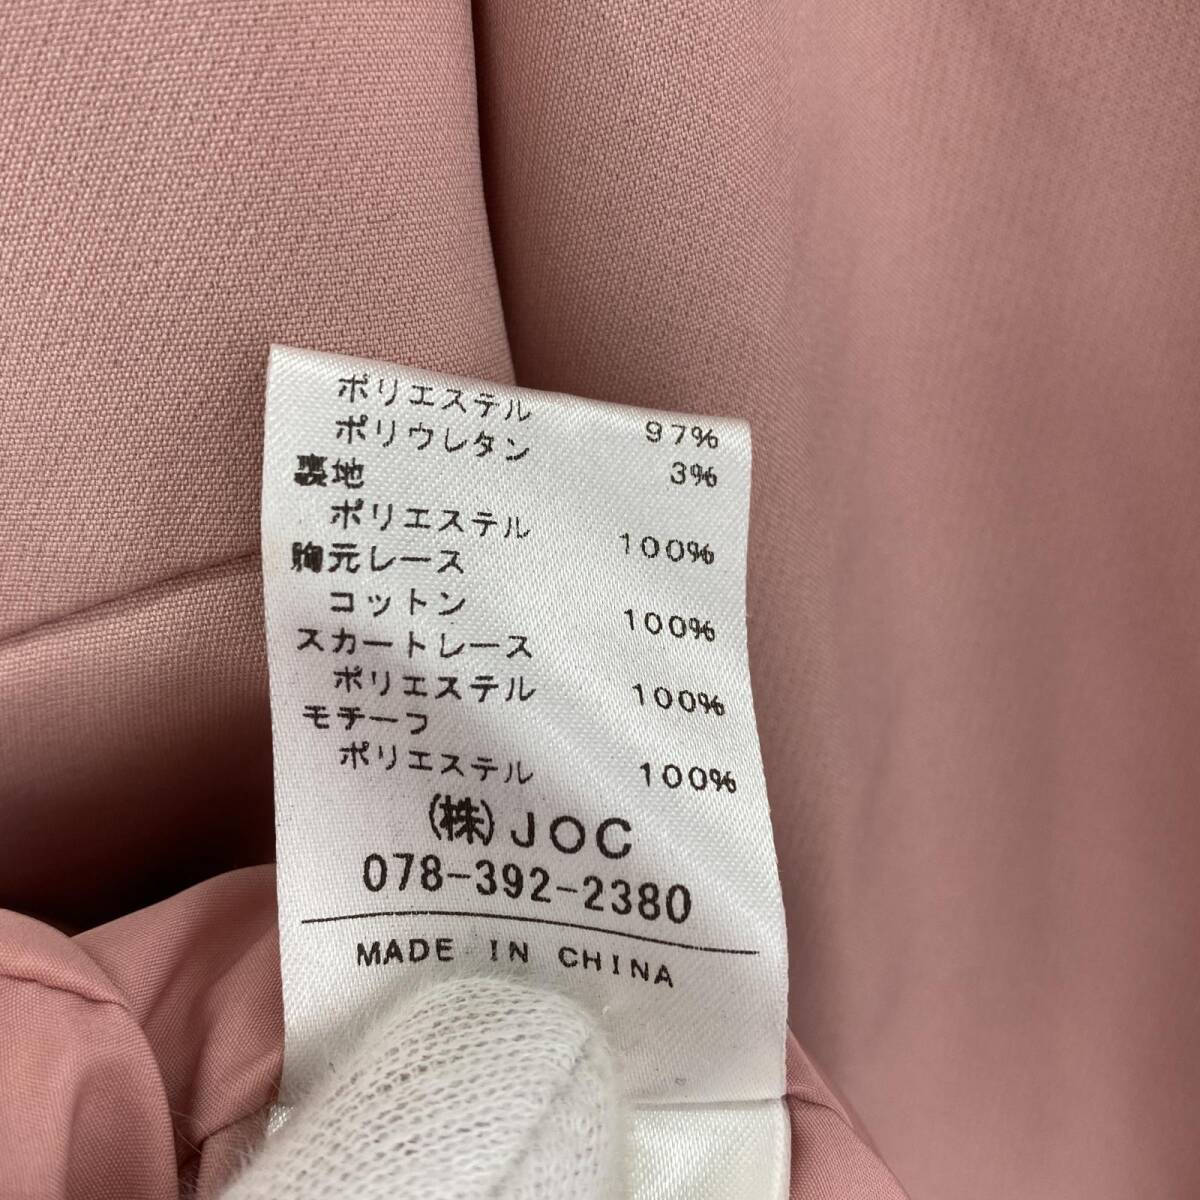 ポリエステル 97%
ポリウレタン 3%
裏地
ポリエステル 100%
胸元レース
コットン 100%
スカートレース
ポリエステル 100%
モチーフ
ポリエステル 100%
(株)JOC
078-392-2380
MADE IN CHINA